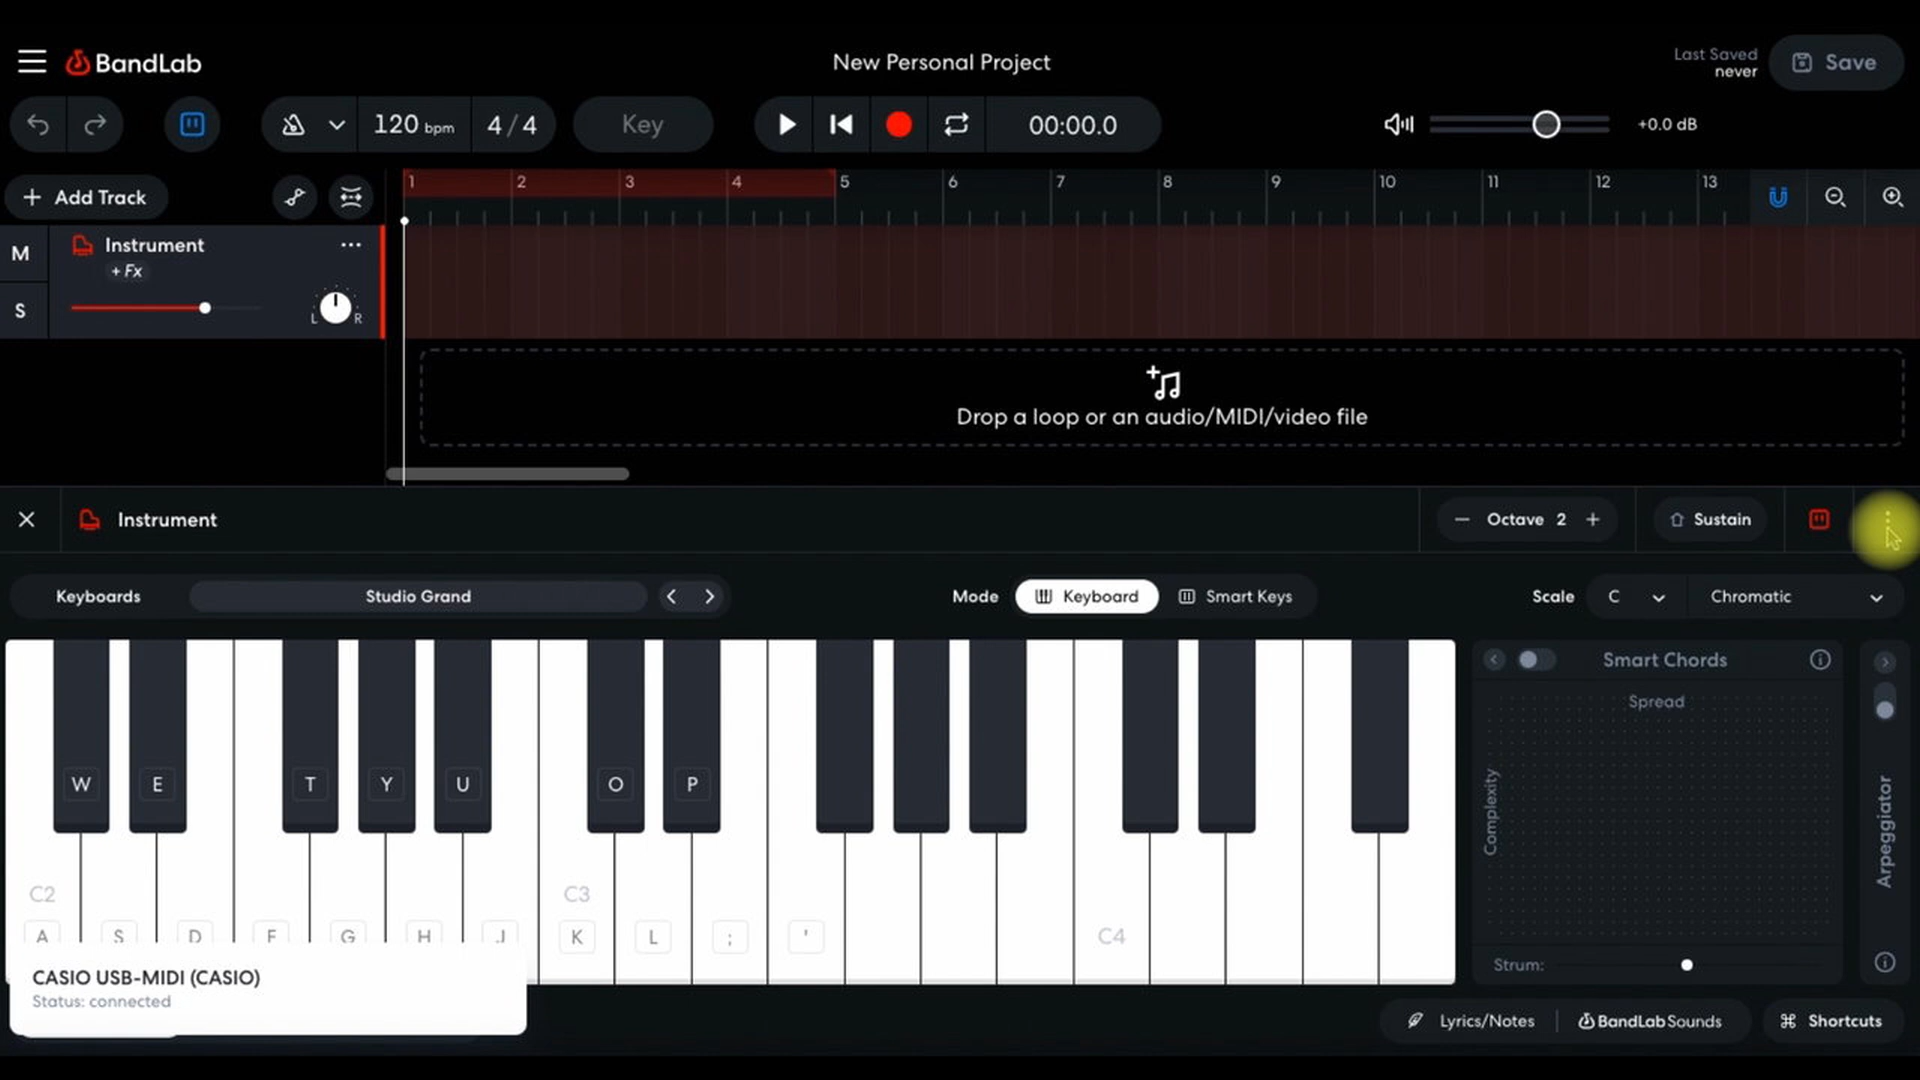 BandLab
New Personal Project
Last Saved
never
Save
120 bpm
4/4
Key
00:00.0
+0.0 dB
+ Add Track
1 2 3 4 5 6 7 8 9 10 11 12 13
M
Instrument
+ Fx
S
L R
Drop a loop or an audio/MIDI/video file
Instrument
Octave 2
Sustain
Keyboards
Studio Grand
Mode
Keyboard
Smart Keys
Scale
C
Chromatic
Smart Chords
Spread
Complexity
Arpeggiator
W E T Y U O P
C2 C3
A S D F G H J K L ; '
C4
Strum:
CASIO USB-MIDI (CASIO)
Status: connected
Lyrics/Notes
BandLab Sounds
Shortcuts